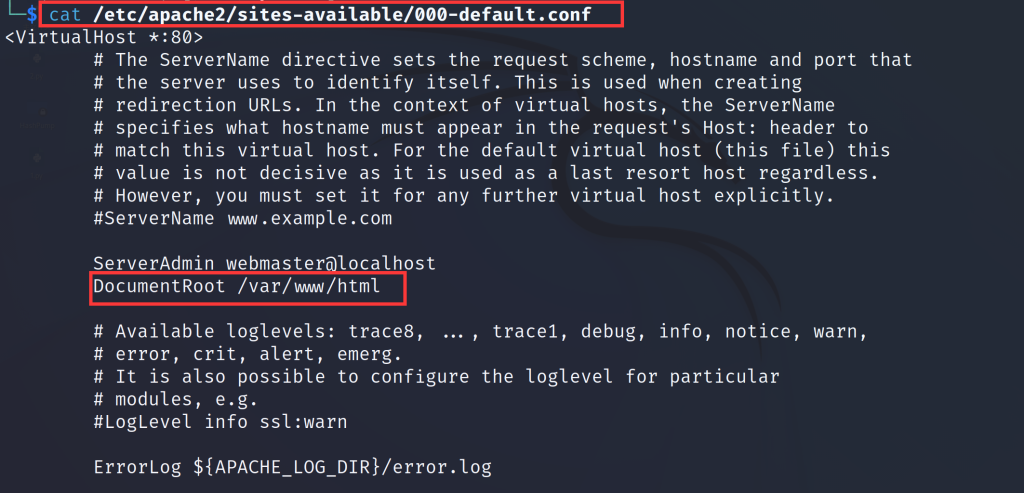 └─$ cat /etc/apache2/sites-available/000-default.conf
<VirtualHost *:80>
# The ServerName directive sets the request scheme, hostname and port that
# the server uses to identify itself. This is used when creating
# redirection URLs. In the context of virtual hosts, the ServerName
# specifies what hostname must appear in the request's Host: header to
# match this virtual host. For the default virtual host (this file) this
# value is not decisive as it is used as a last resort host regardless.
# However, you must set it for any further virtual host explicitly.
#ServerName www.example.com
ServerAdmin webmaster@localhost
DocumentRoot /var/www/html
# Available loglevels: trace8, ..., trace1, debug, info, notice, warn,
# error, crit, alert, emerg.
# It is also possible to configure the loglevel for particular
# modules, e.g.
#LogLevel info ssl:warn
ErrorLog ${APACHE_LOG_DIR}/error.log